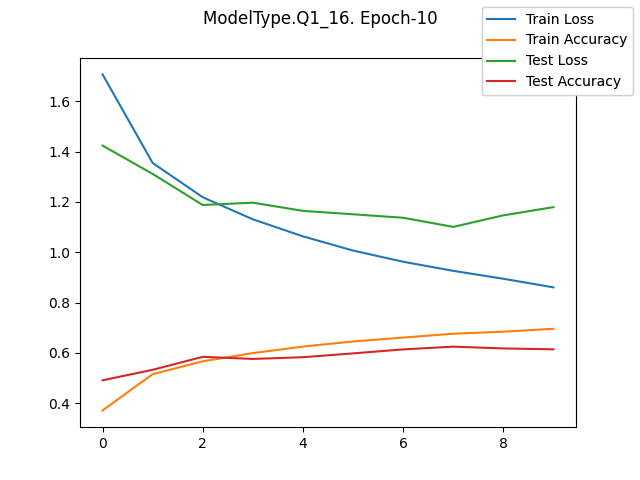 ModelType.Q1_16. Epoch-10
Train Loss
Train Accuracy
Test Loss
Test Accuracy
1.6
1.4
1.2
1.0
0.8
0.6
0.4
0 2 4 6 8